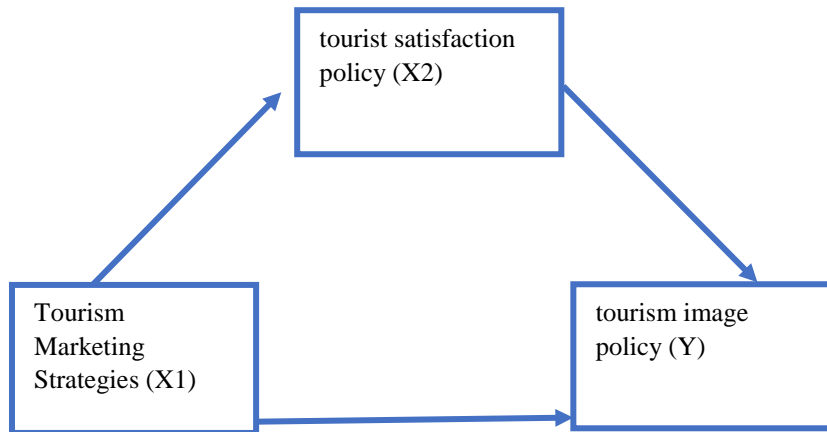 tourist satisfaction
policy (X2)
Tourism
Marketing
Strategies (X1)
tourism image
policy (Y)